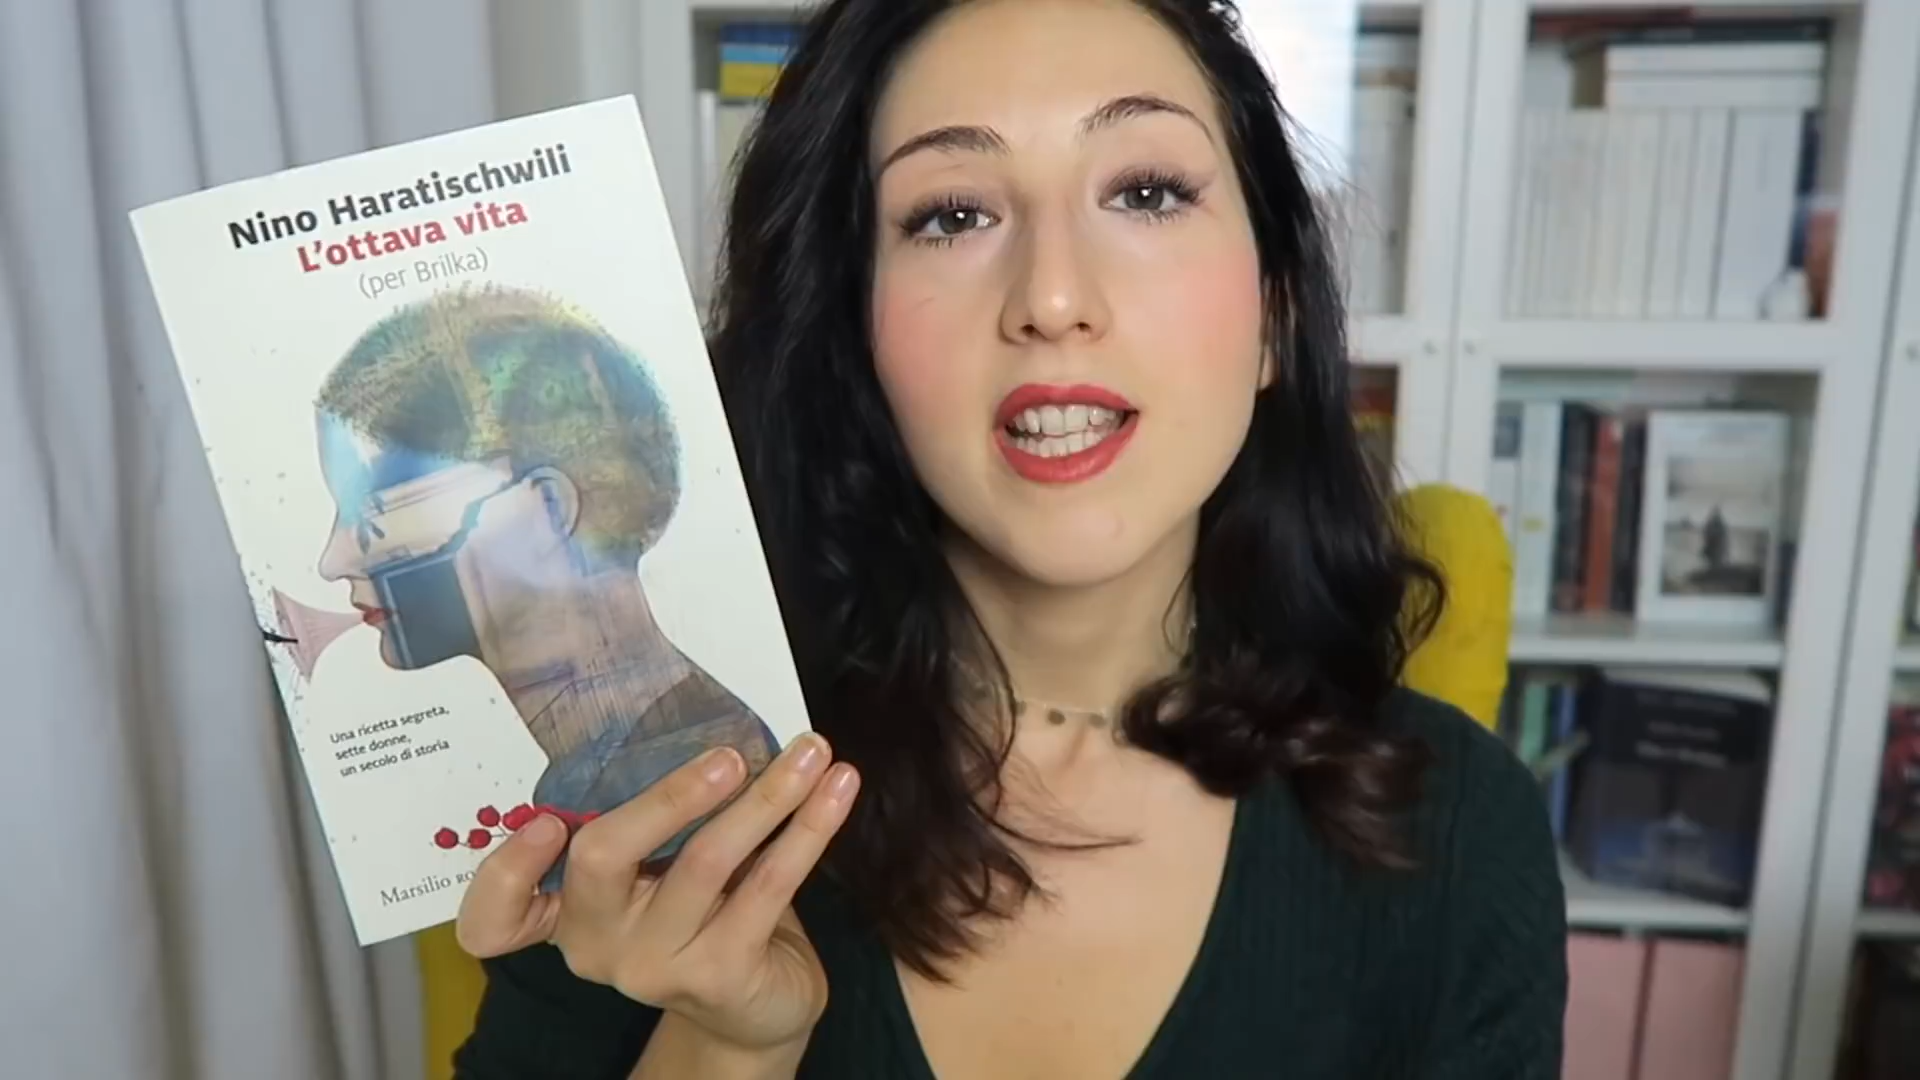 Nino Haratischwili
L'ottava vita
(per Brilka)
Una ricetta segreta,
sette donne,
un secolo di storia
Marsilio